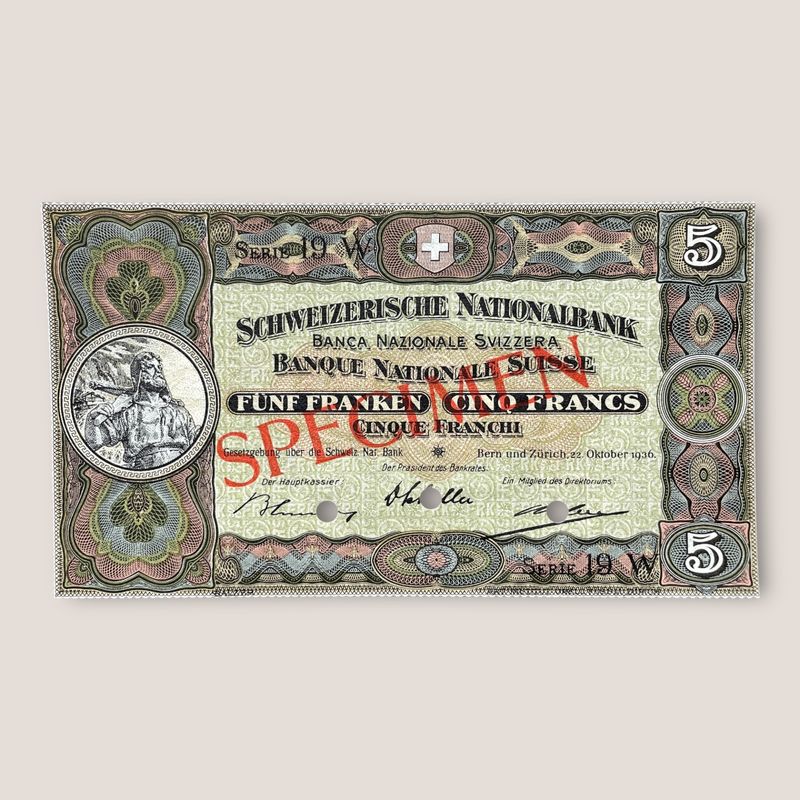 5
SERIE 19 W
SCHWEIZERISCHE NATIONALBANK
BANCA NAZIONALE SVIZZERA
BANQUE NATIONALE SUISSE
FÜNF FRANKEN CINQ FRANCS
CINQUE FRANCHI
SPECIMEN
Gesetzgebung über die Schweiz. Nat. Bank
Bern und Zürich, 22. Oktober 1936.
Der Hauptkassier
Der Präsident des Bankrates.
Ein Mitglied des Direktoriums:
SERIE 19 W
5
BALZER